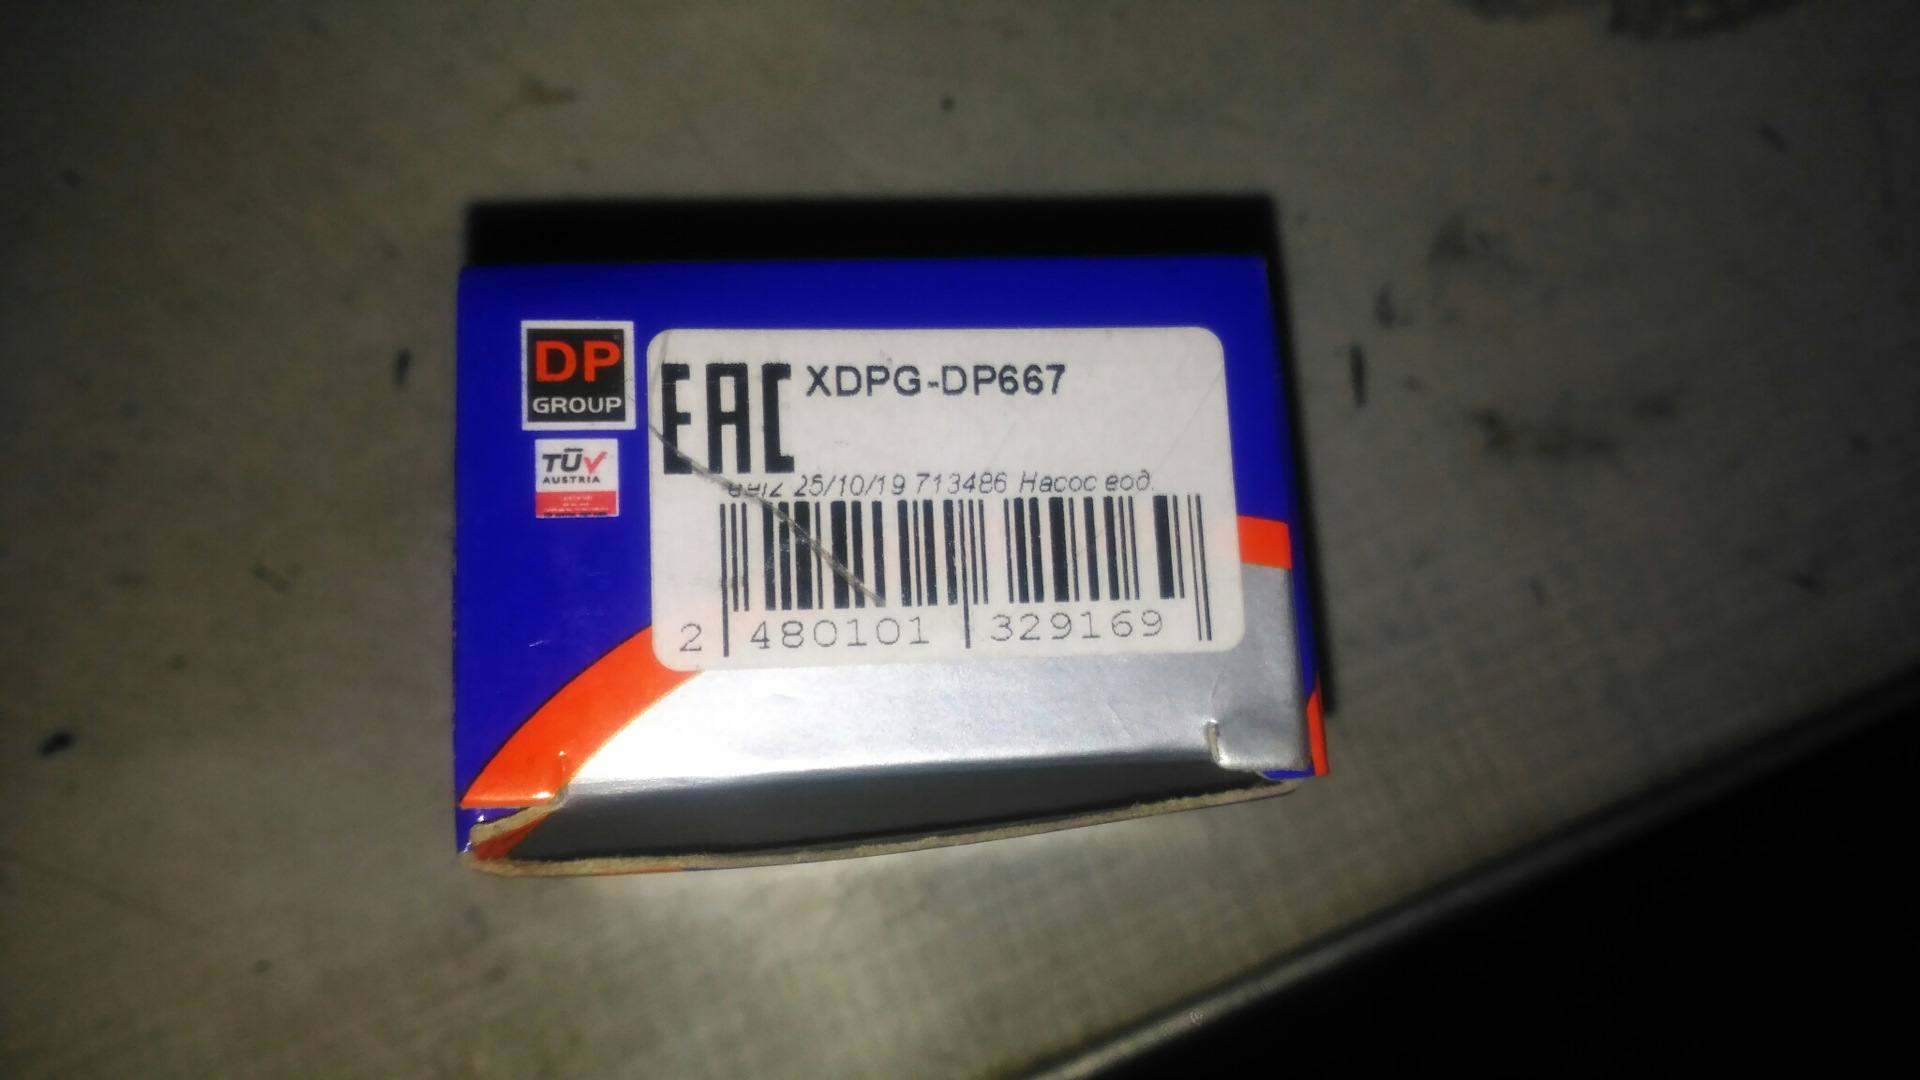 DP
GROUP
TÜV
AUSTRIA
EAC
XDPG-DP667
25/10/19 713486 Насос вод.
2 480101 329169